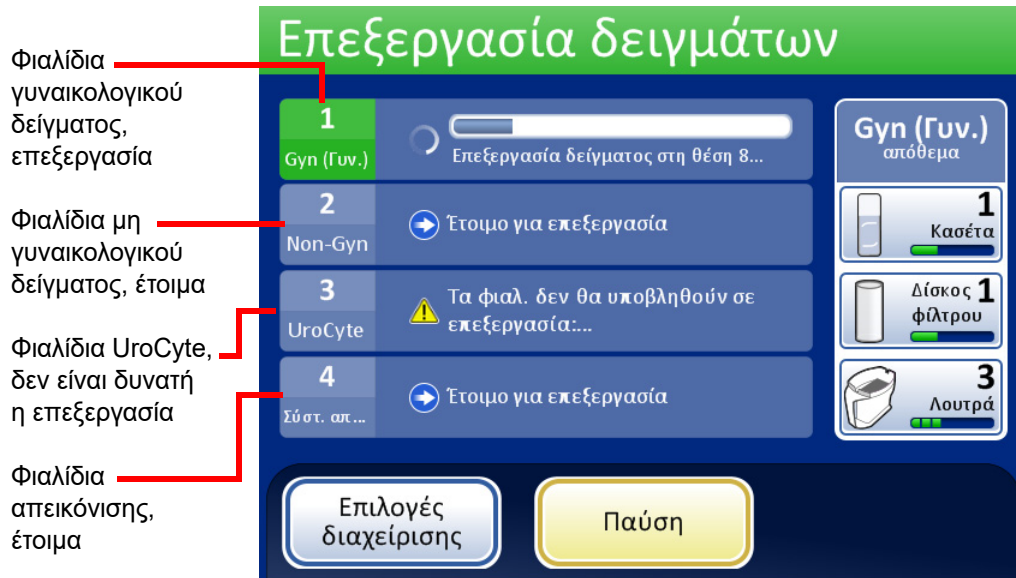 Επεξεργασία δειγμάτων
Φιαλίδια
γυναικολογικού
δείγματος,
επεξεργασία
Φιαλίδια μη
γυναικολογικού
δείγματος, έτοιμα
Φιαλίδια UroCyte,
δεν είναι δυνατή
η επεξεργασία
Φιαλίδια
απεικόνισης,
έτοιμα
1
Gyn (Γυν.)
Επεξεργασία δείγματος στη θέση 8...
2
Non-Gyn
Έτοιμο για επεξεργασία
3
UroCyte
Τα φιαλ. δεν θα υποβληθούν σε
επεξεργασία:...
4
Σύστ. απ...
Έτοιμο για επεξεργασία
Gyn (Γυν.)
απόθεμα
1
Κασέτα
Δίσκος 1
φίλτρου
3
Λουτρά
Επιλογές
διαχείρισης
Παύση